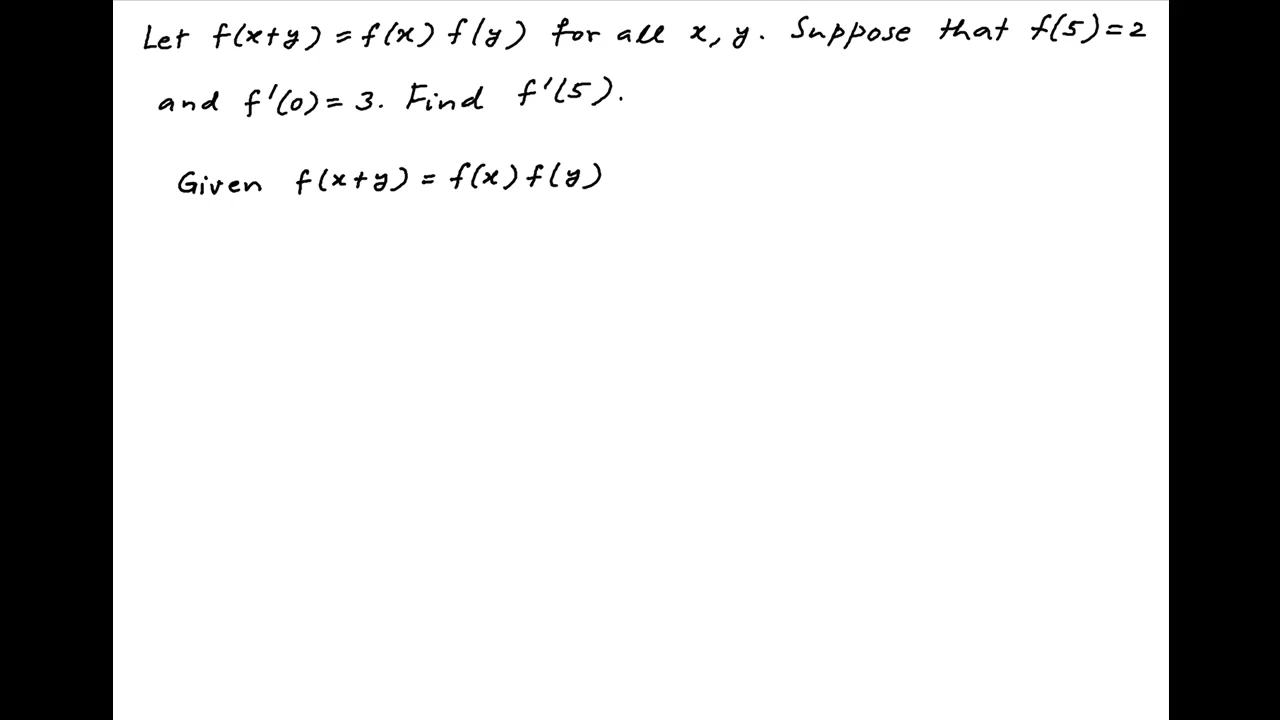 Let f(x+y) = f(x) f(y) for all x, y. Suppose that f(5) = 2
and f'(0) = 3. Find f'(5).
Given f(x+y) = f(x) f(y)